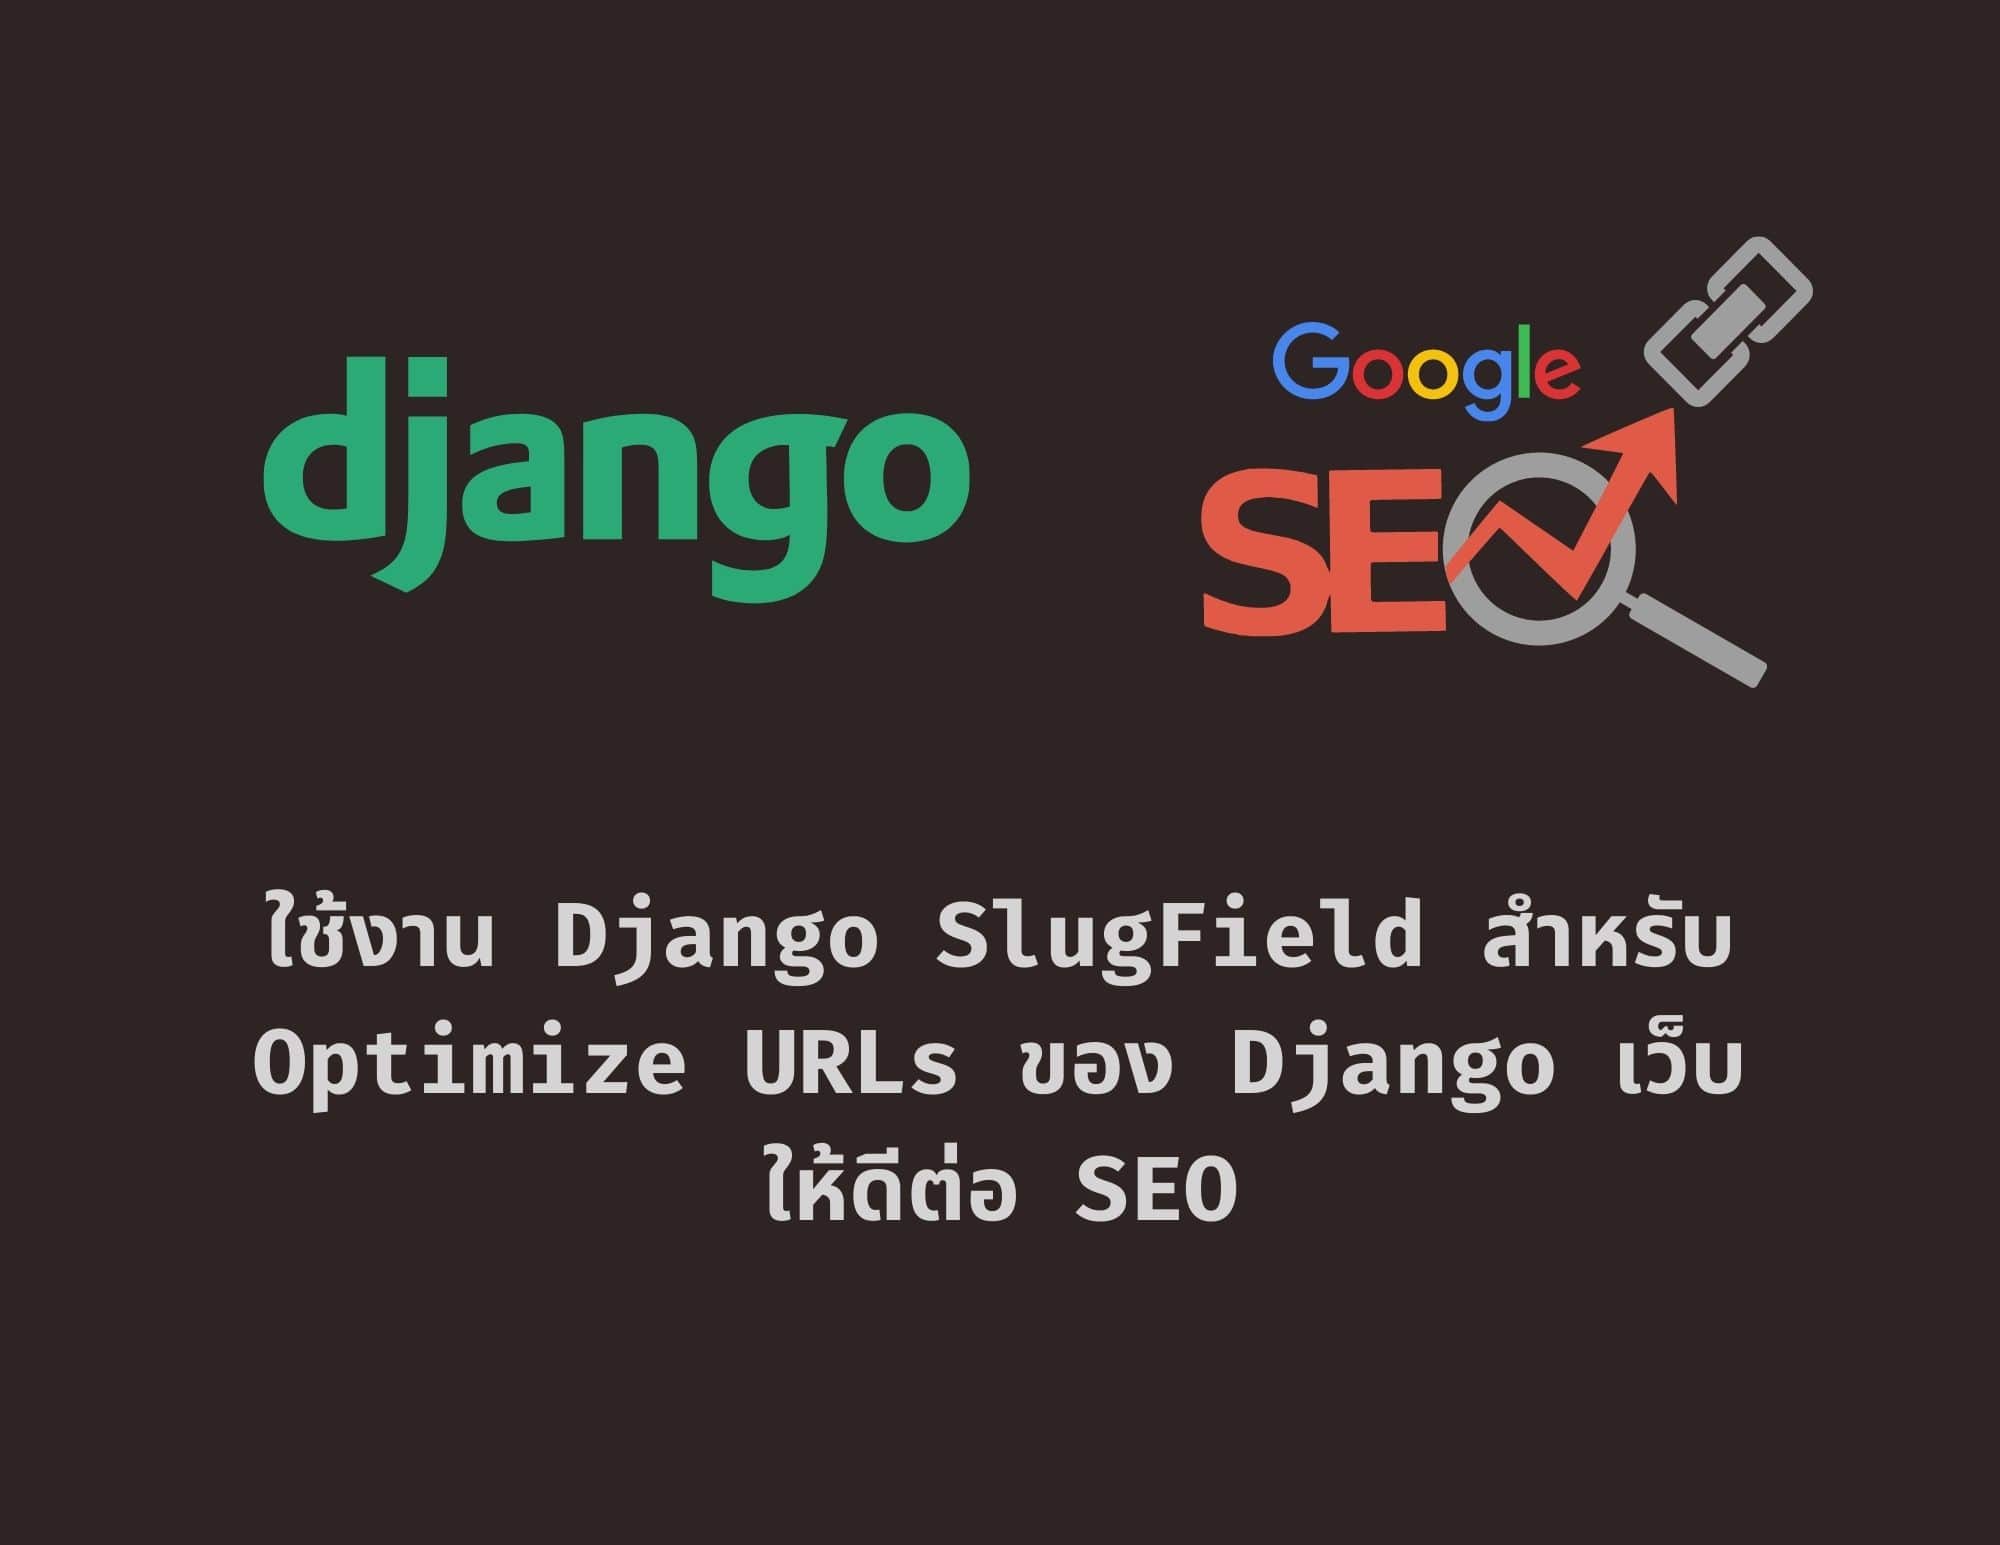 django
Google
SEO
ใช้งาน Django SlugField สำหรับ
Optimize URLs ของ Django เว็บ
ให้ดีต่อ SEO